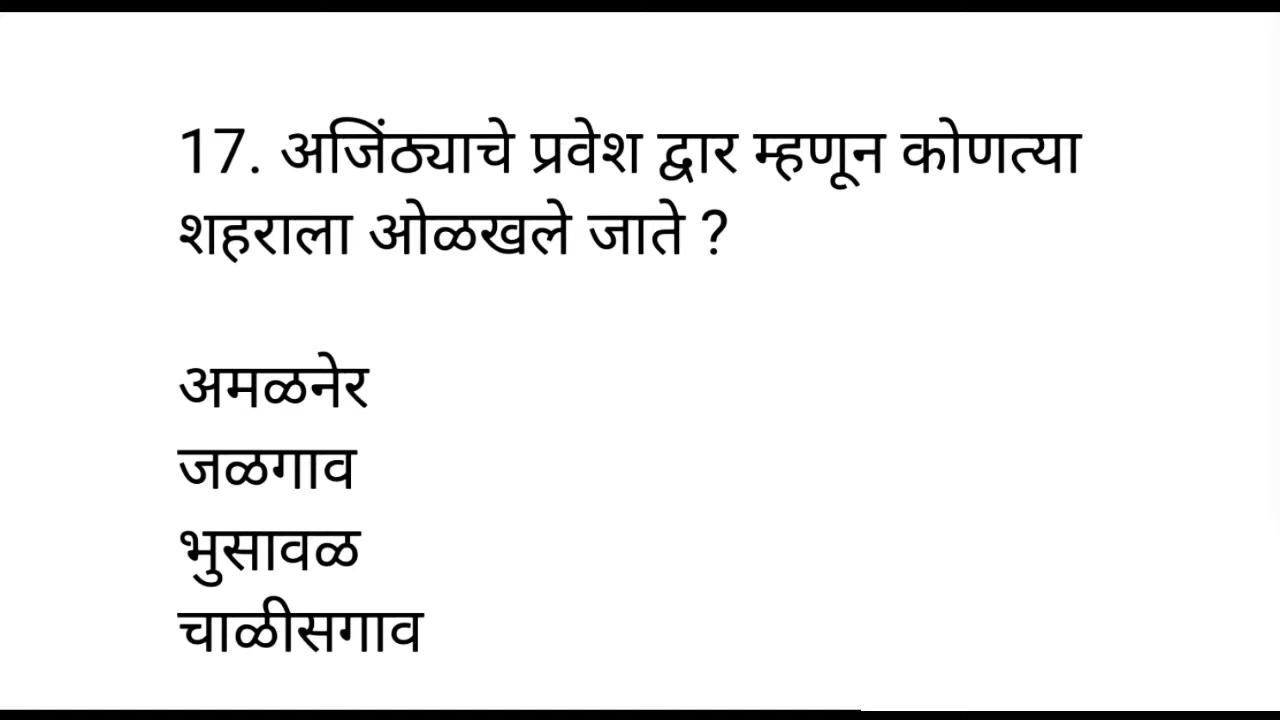 17. अजिंठ्याचे प्रवेश द्वार म्हणून कोणत्या
शहराला ओळखले जाते ?
अमळनेर
जळगाव
भुसावळ
चाळीसगाव